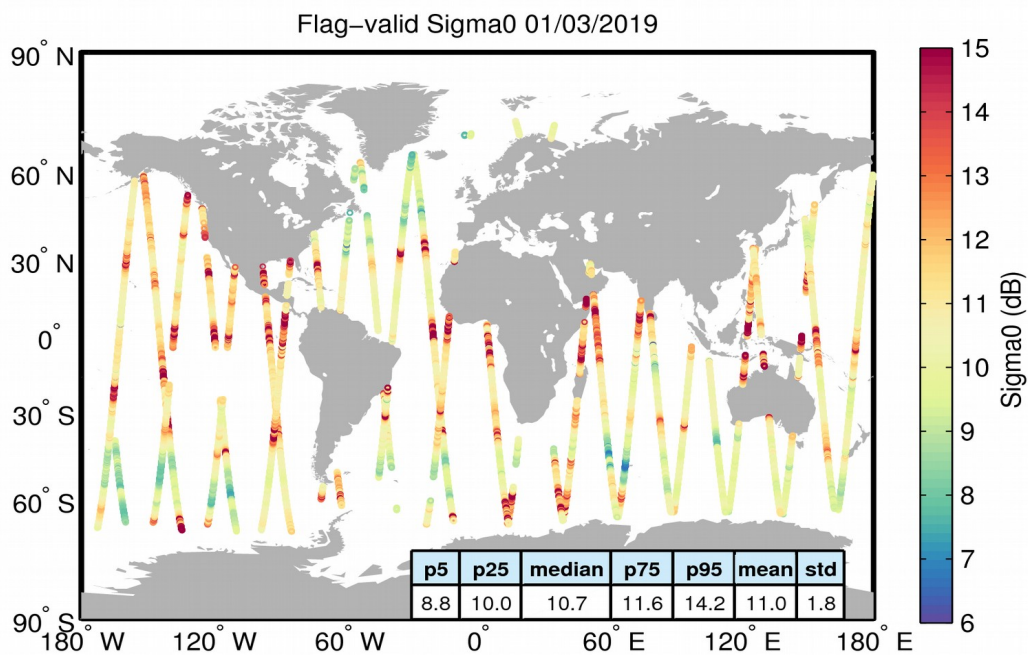 Flag−valid Sigma0 01/03/2019
90° N
60° N
30° N
0°
30° S
60° S
90° S
180° W
120° W
60° W
0°
60° E
120° E
180° E
p5 p25 median p75 p95 mean std
8.8 10.0 10.7 11.6 14.2 11.0 1.8
15
14
13
12
11
10
9
8
7
6
Sigma0 (dB)